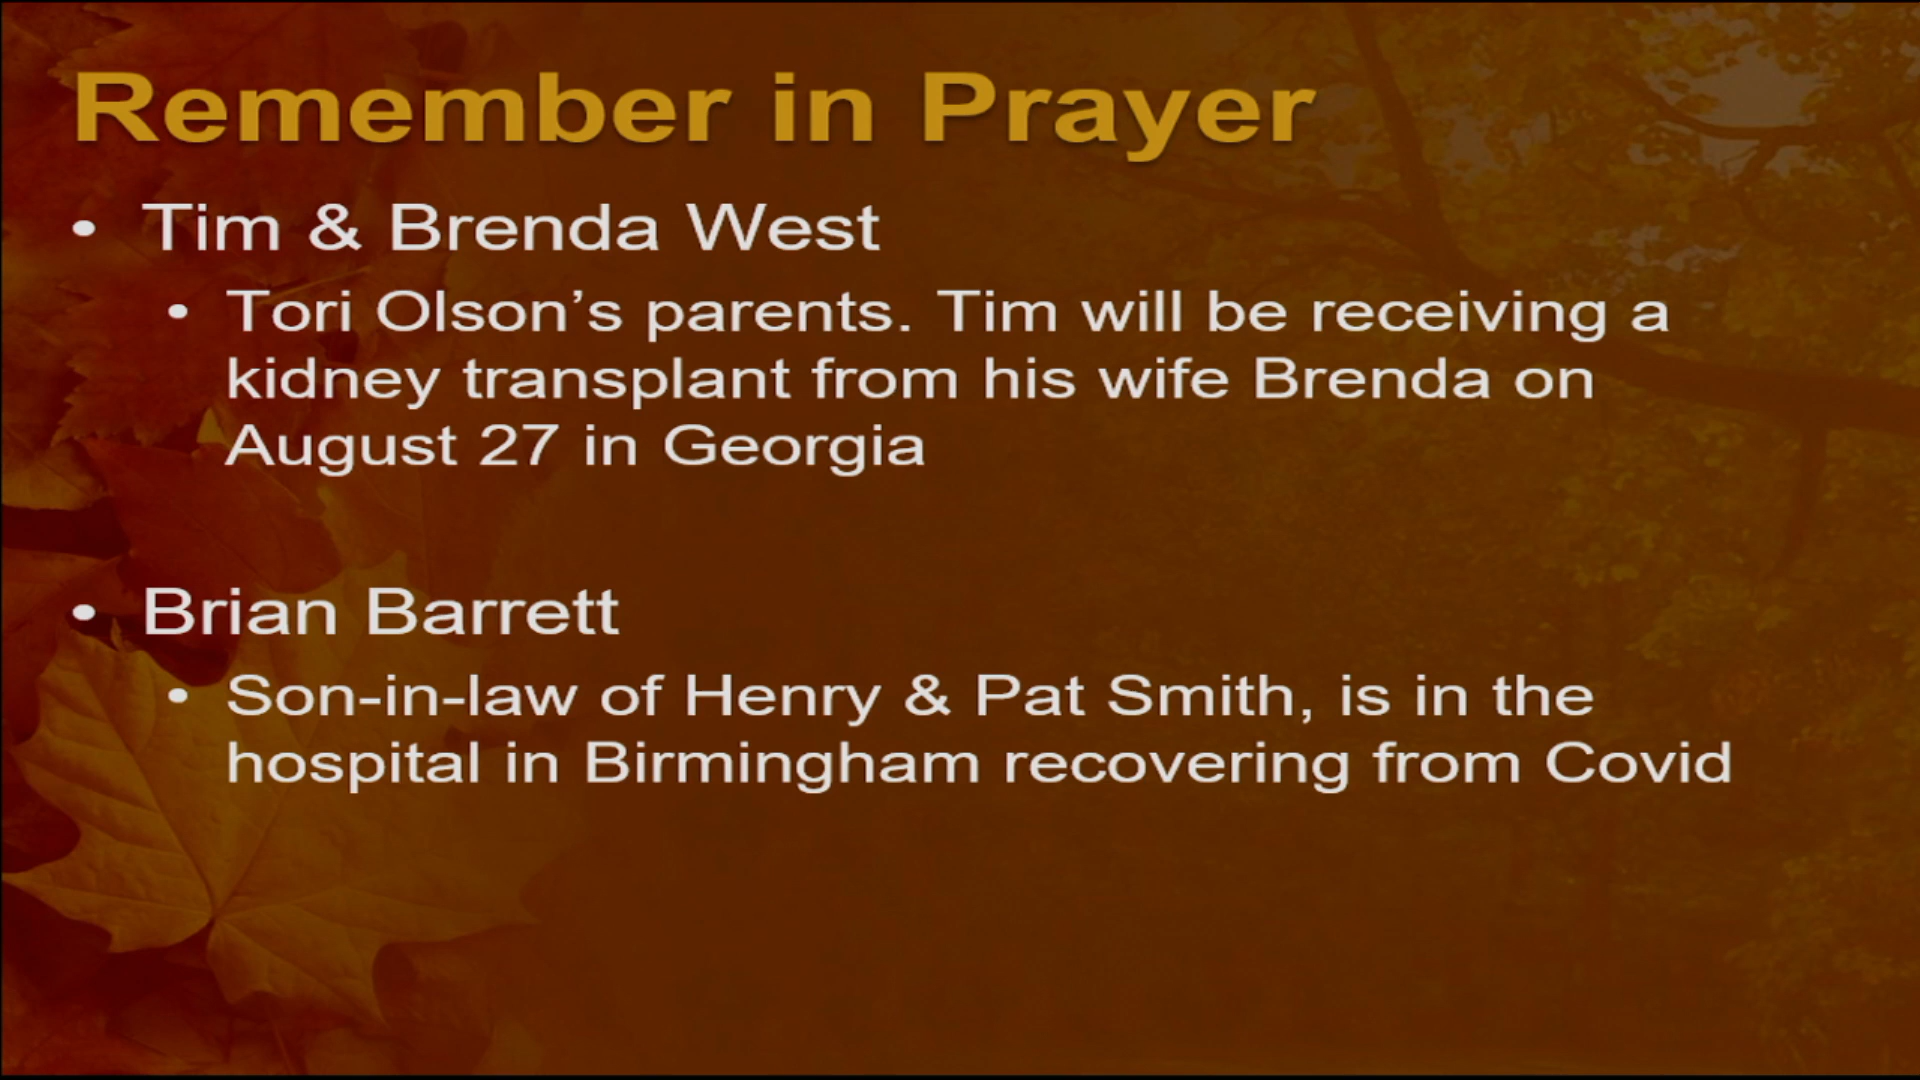 Remember in Prayer
• Tim & Brenda West
• Tori Olson’s parents. Tim will be receiving a
kidney transplant from his wife Brenda on
August 27 in Georgia
• Brian Barrett
• Son-in-law of Henry & Pat Smith, is in the
hospital in Birmingham recovering from Covid